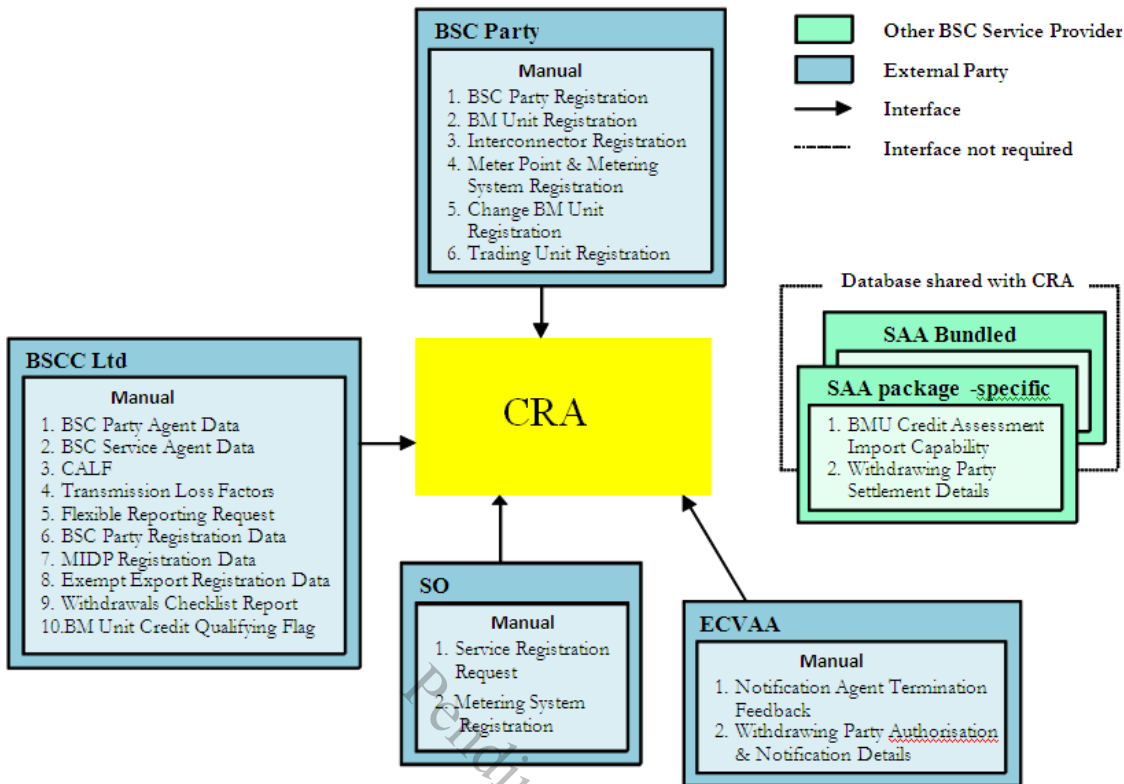 BSC Party
Manual
1. BSC Party Registration
2. BM Unit Registration
3. Interconnector Registration
4. Meter Point & Metering
System Registration
5. Change BM Unit
Registration
6. Trading Unit Registration
Other BSC Service Provider
External Party
Interface
Interface not required
BSCC Ltd
Manual
1. BSC Party Agent Data
2. BSC Service Agent Data
3. CALF
4. Transmission Loss Factors
5. Flexible Reporting Request
6. BSC Party Registration Data
7. MIDP Registration Data
8. Exempt Export Registration Data
9. Withdrawals Checklist Report
10.BM Unit Credit Qualifying Flag
CRA
Database shared with CRA
SAA Bundled
SAA package -specific
1. BMU Credit Assessment
Import Capability
2. Withdrawing Party
Settlement Details
SO
Manual
1. Service Registration
Request
2. Metering System
Registration
ECVAA
Manual
1. Notification Agent Termination
Feedback
2. Withdrawing Party Authorisation
& Notification Details